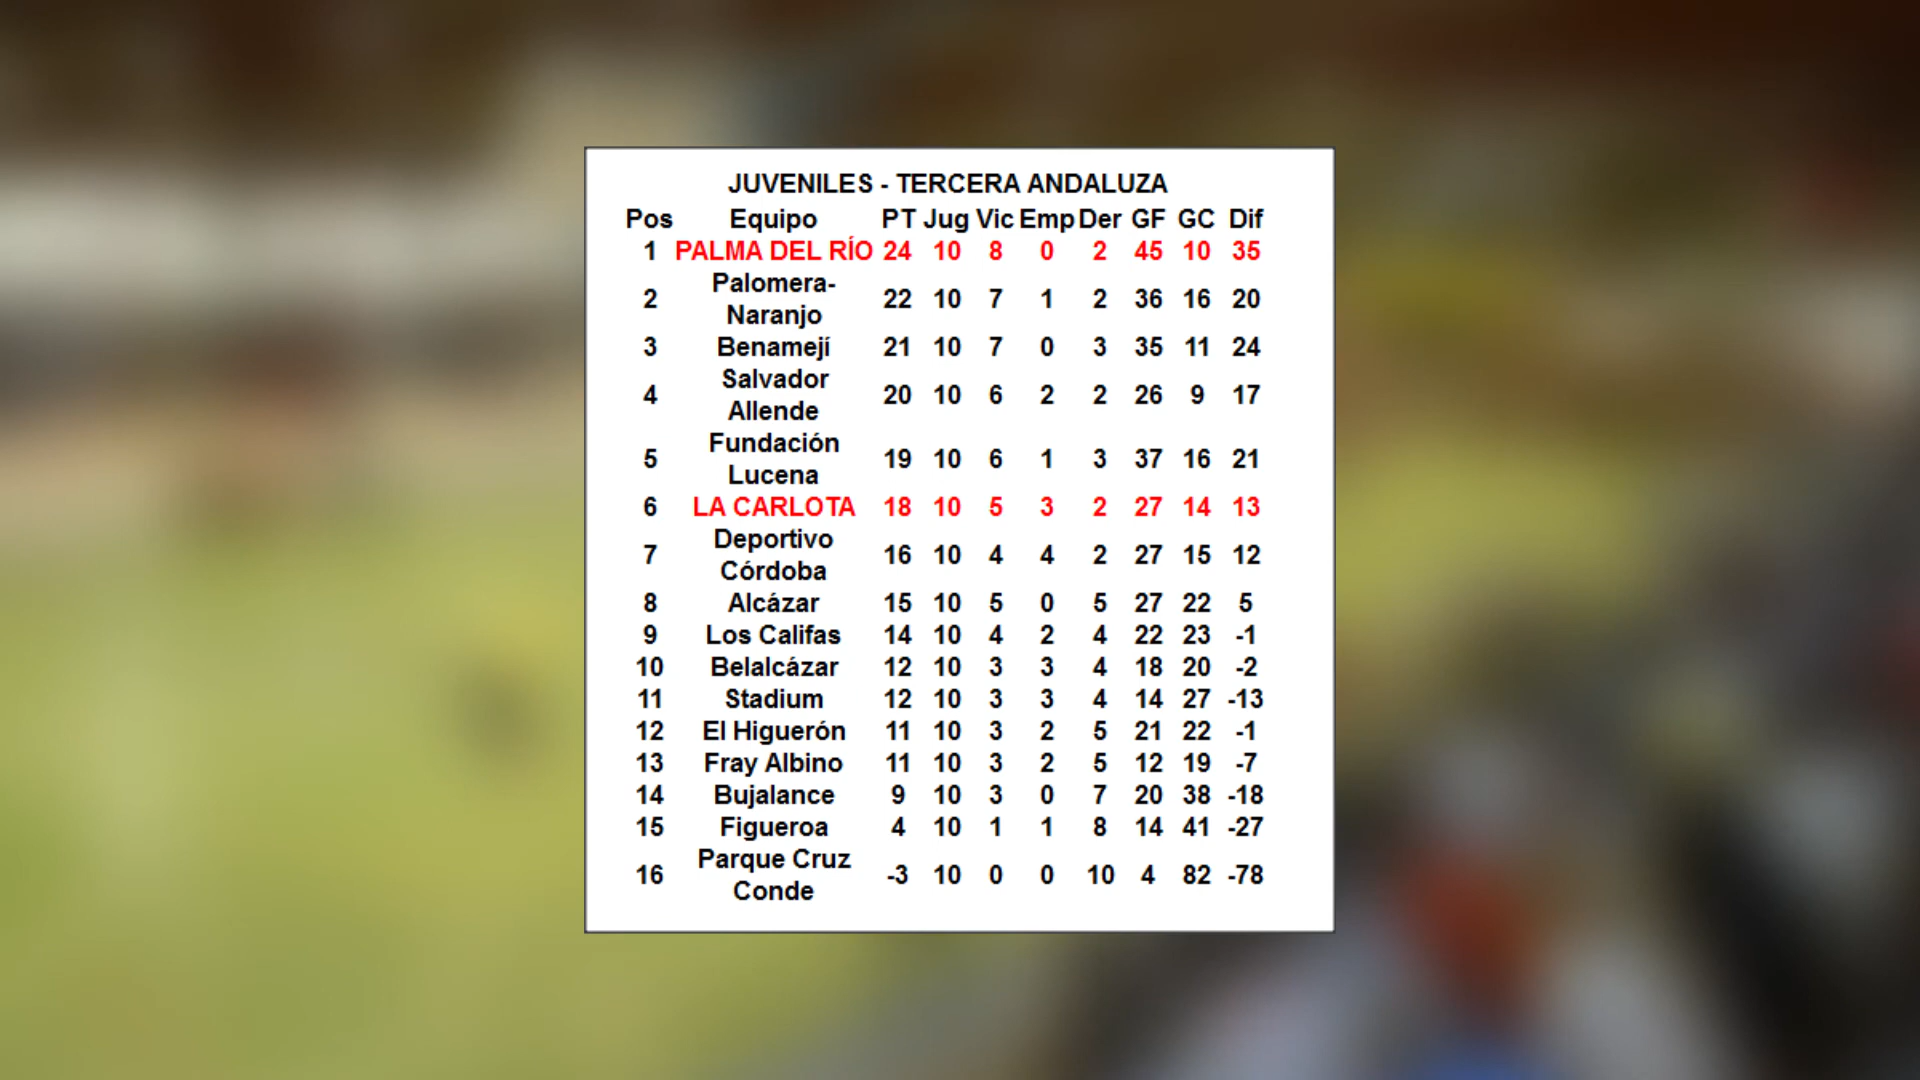 JUVENILES - TERCERA ANDALUZA
Pos Equipo PT Jug Vic Emp Der GF GC Dif
1 PALMA DEL RÍO 24 10 8 0 2 45 10 35
2 Palomera-
Naranjo 22 10 7 1 2 36 16 20
3 Benamejí 21 10 7 0 3 35 11 24
4 Salvador
Allende 20 10 6 2 2 26 9 17
5 Fundación
Lucena 19 10 6 1 3 37 16 21
6 LA CARLOTA 18 10 5 3 2 27 14 13
7 Deportivo
Córdoba 16 10 4 4 2 27 15 12
8 Alcázar 15 10 5 0 5 27 22 5
9 Los Califas 14 10 4 2 4 22 23 -1
10 Belalcázar 12 10 3 3 4 18 20 -2
11 Stadium 12 10 3 3 4 14 27 -13
12 El Higuerón 11 10 3 2 5 21 22 -1
13 Fray Albino 11 10 3 2 5 12 19 -7
14 Bujalance 9 10 3 0 7 20 38 -18
15 Figueroa 4 10 1 1 8 14 41 -27
16 Parque Cruz
Conde -3 10 0 0 10 4 82 -78